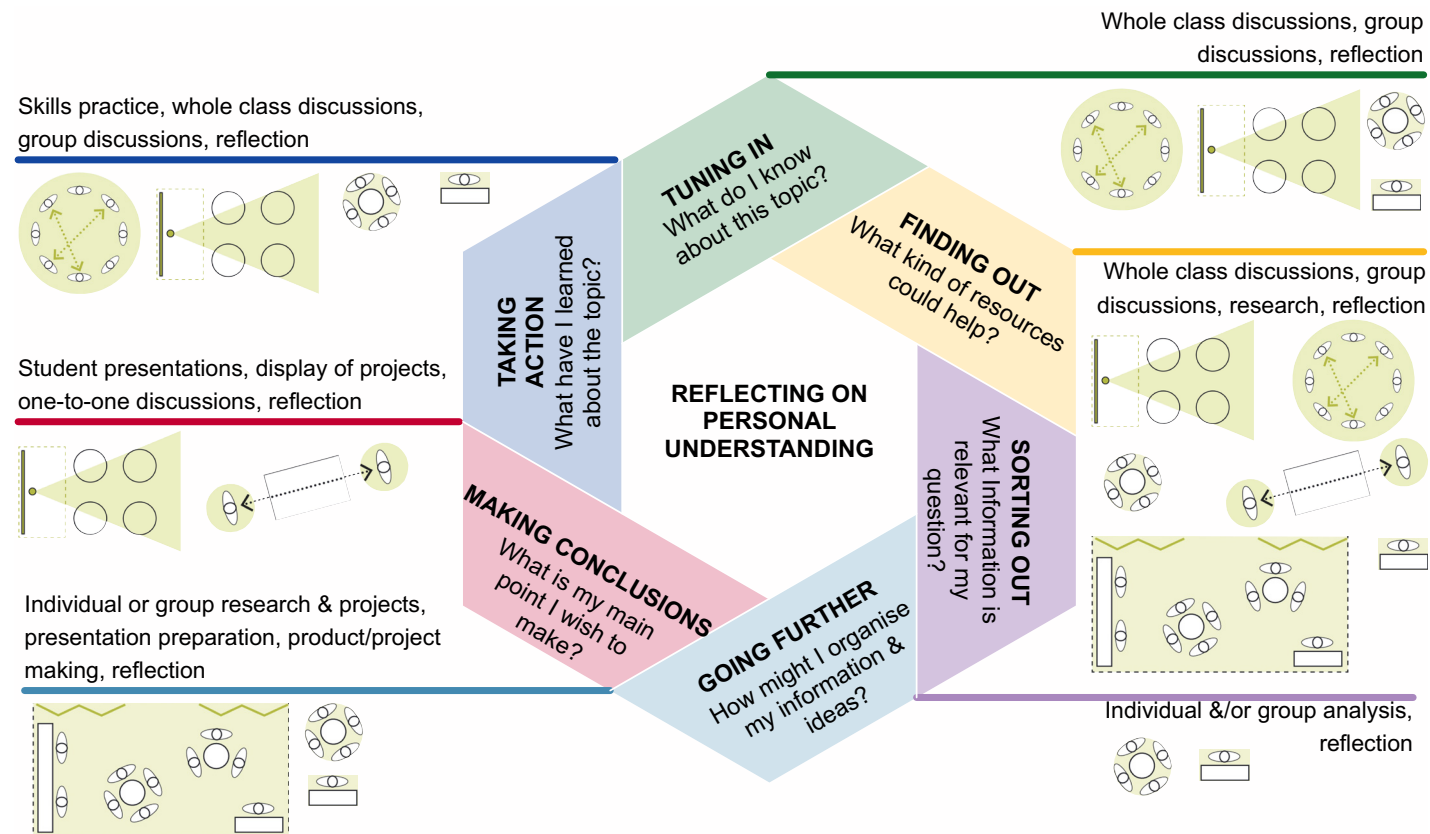 Whole class discussions, group
discussions, reflection
Skills practice, whole class discussions,
group discussions, reflection
TUNING IN
What do I know
about this topic?
FINDING OUT
What kind of resources
could help?
Whole class discussions, group
discussions, research, reflection
TAKING
ACTION
What have I learned
about the topic?
Student presentations, display of projects,
one-to-one discussions, reflection
REFLECTING ON
PERSONAL
UNDERSTANDING
SORTING OUT
What Information is
relevant for my
question?
MAKING CONCLUSIONS
What is my main
point I wish to
make?
GOING FURTHER
How might I organise
my information &
ideas?
Individual or group research & projects,
presentation preparation, product/project
making, reflection
Individual &/or group analysis,
reflection